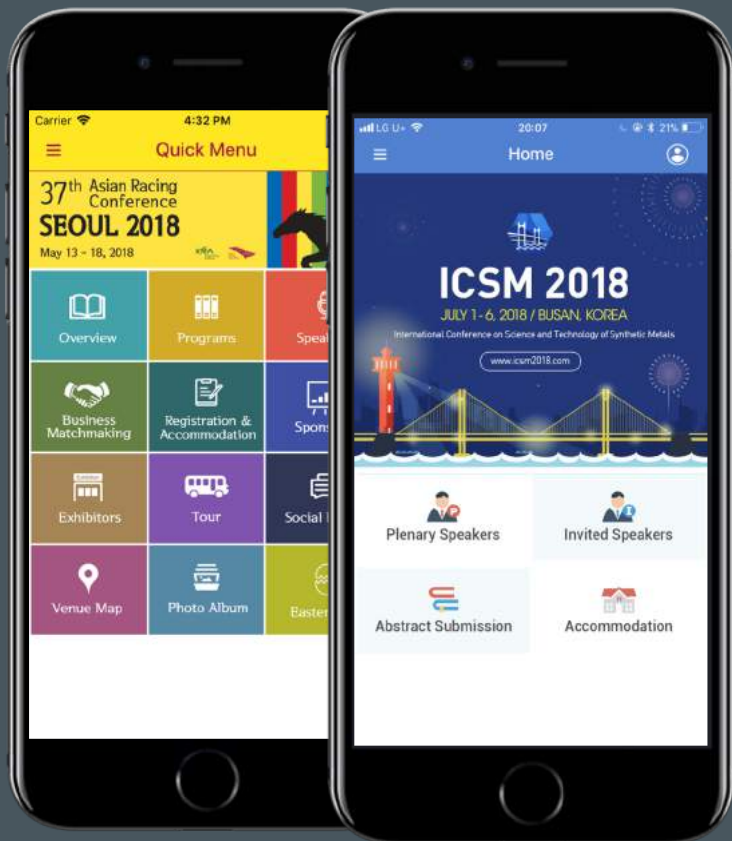 Carrier
4:32 PM
Quick Menu
37th Asian Racing
Conference
SEOUL 2018
May 13 - 18, 2018
Overview
Programs
Business
Matchmaking
Registration &
Accommodation
Exhibitors
Tour
Social
Venue Map
Photo Album
Easter
LG U+
20:07
21%
Home
ICSM 2018
JULY 1-6, 2018 / BUSAN, KOREA
International Conference on Science and Technology of Synthetic Metals
www.icsm2018.com
P
Plenary Speakers
I
Invited Speakers
Abstract Submission
Accommodation